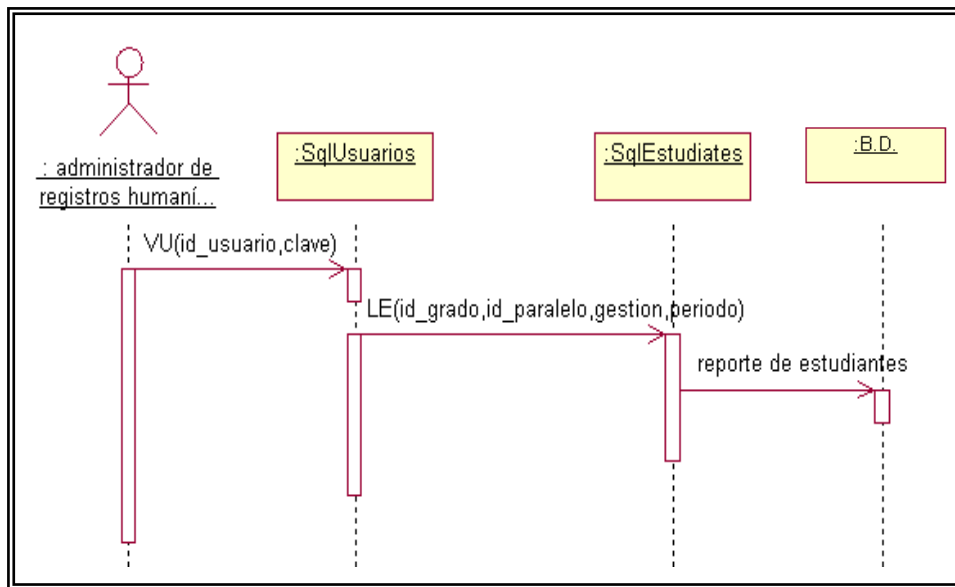 : administrador de
registros humaní...
:SqlUsuarios
:SqlEstudiates
:B.D.
VU(id_usuario,clave)
LE(id_grado,id_paralelo,gestion,periodo)
reporte de estudiantes